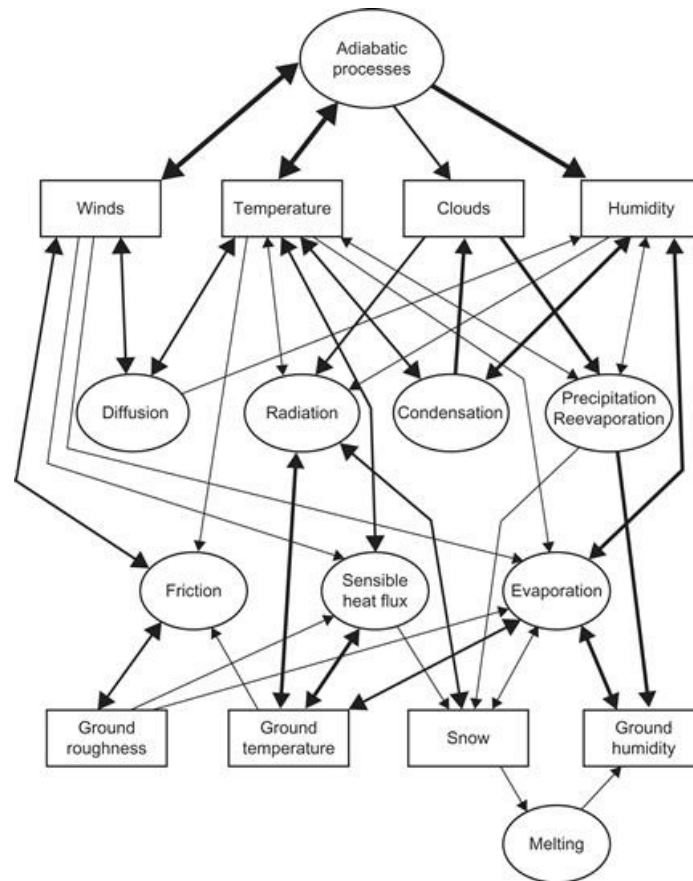 Adiabatic
processes
Winds
Temperature
Clouds
Humidity
Diffusion
Radiation
Condensation
Precipitation
Reevaporation
Friction
Sensible
heat flux
Evaporation
Ground
roughness
Ground
temperature
Snow
Ground
humidity
Melting